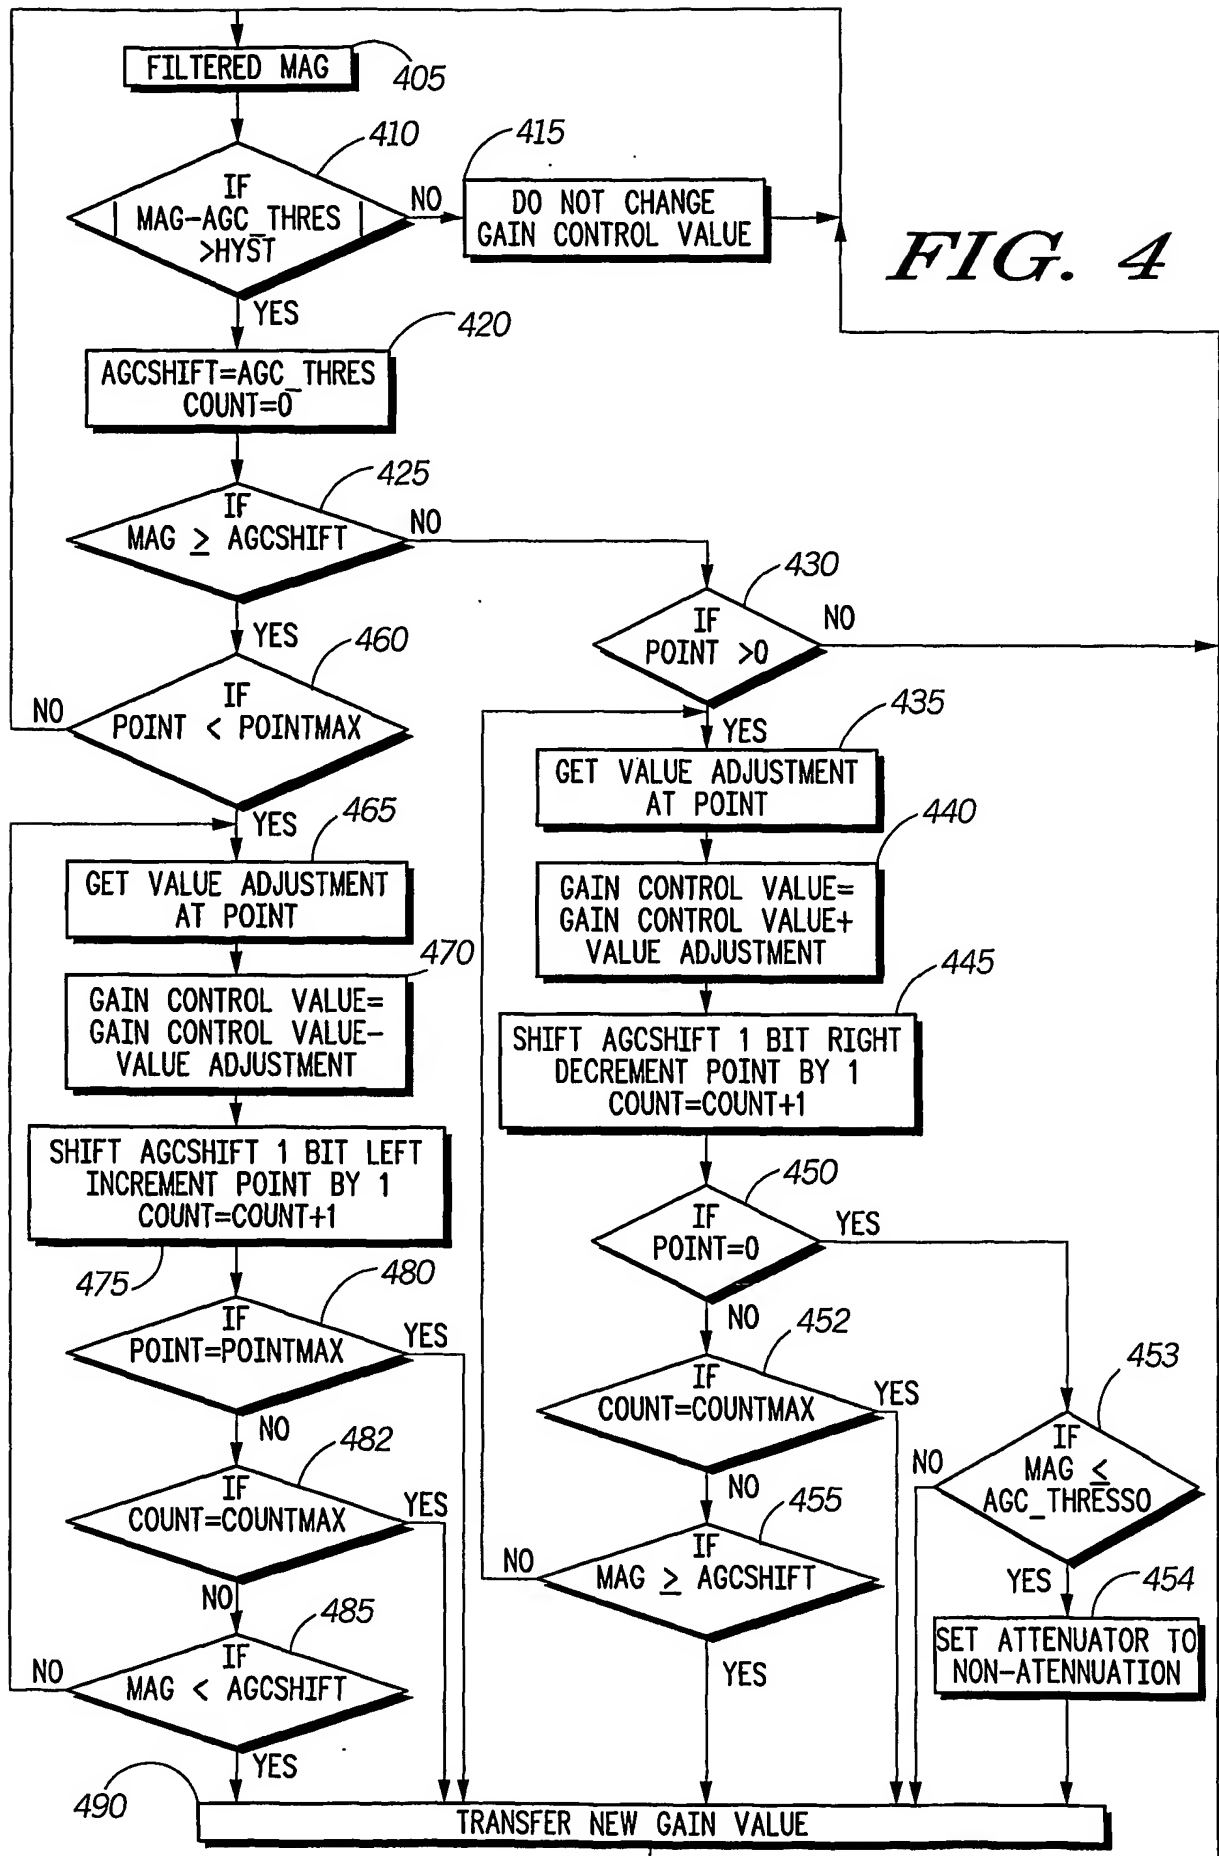 FILTERED MAG
405
410
415
IF
| MAG-AGC_THRES |
>HYST
NO
DO NOT CHANGE
GAIN CONTROL VALUE
FIG. 4
YES
420
AGCSHIFT=AGC_THRES
COUNT=0
425
IF
MAG ≥ AGCSHIFT
NO
430
IF
POINT >0
NO
YES
460
IF
POINT < POINTMAX
NO
YES
435
GET VALUE ADJUSTMENT
AT POINT
YES
465
GET VALUE ADJUSTMENT
AT POINT
440
GAIN CONTROL VALUE=
GAIN CONTROL VALUE+
VALUE ADJUSTMENT
470
GAIN CONTROL VALUE=
GAIN CONTROL VALUE-
VALUE ADJUSTMENT
445
SHIFT AGCSHIFT 1 BIT RIGHT
DECREMENT POINT BY 1
COUNT=COUNT+1
SHIFT AGCSHIFT 1 BIT LEFT
INCREMENT POINT BY 1
COUNT=COUNT+1
475
450
IF
POINT=0
YES
NO
480
IF
POINT=POINTMAX
YES
NO
452
IF
COUNT=COUNTMAX
YES
NO
453
IF
MAG ≤
AGC_THRESSO
NO
YES
482
IF
COUNT=COUNTMAX
YES
NO
455
IF
MAG ≥ AGCSHIFT
NO
YES
454
SET ATTENUATOR TO
NON-ATENNUATION
485
IF
MAG < AGCSHIFT
NO
YES
490
TRANSFER NEW GAIN VALUE